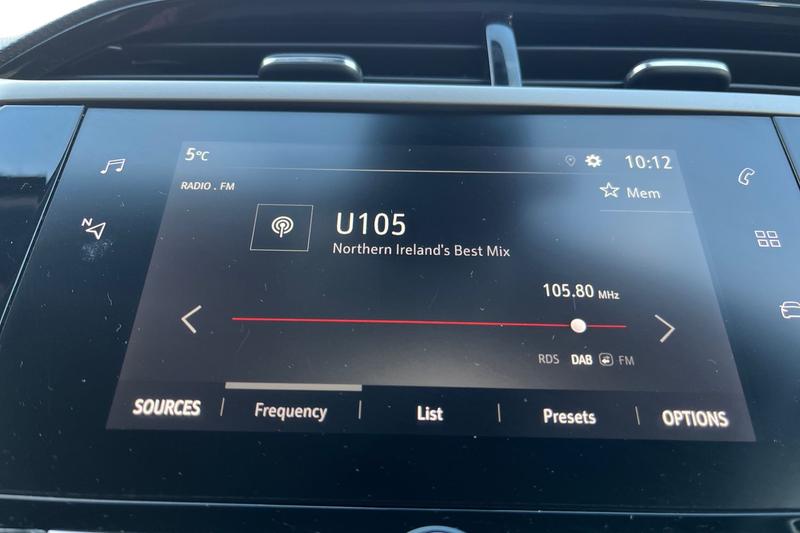 5°C 10:12
RADIO . FM Mem
U105
Northern Ireland's Best Mix
105.80 MHz
RDS DAB FM
SOURCES Frequency List Presets OPTIONS
N